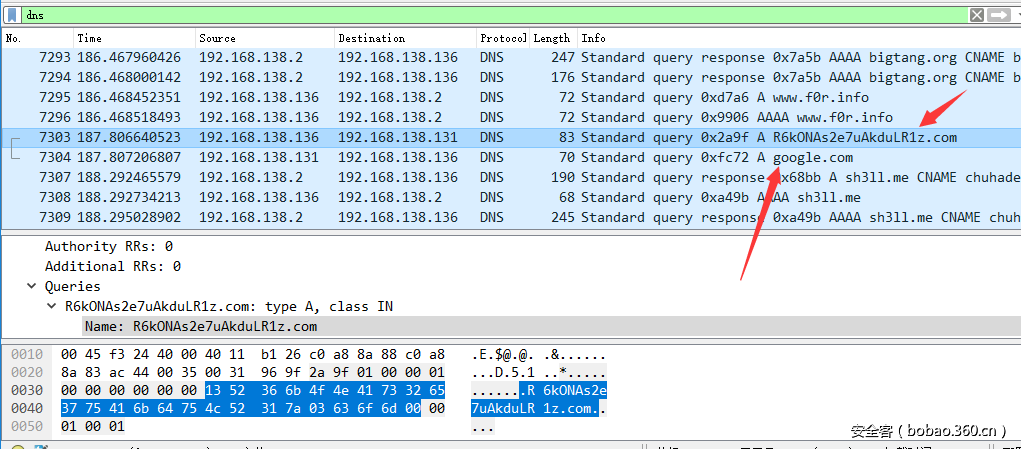 dns
No. Time Source Destination Protocol Length Info
7293 186.467960426 192.168.138.2 192.168.138.136 DNS 247 Standard query response 0x7a5b AAAA bigtang.org CNAME b
7294 186.468000142 192.168.138.2 192.168.138.136 DNS 176 Standard query response 0x7a5b AAAA bigtang.org CNAME b
7295 186.468452351 192.168.138.136 192.168.138.2 DNS 72 Standard query 0xd7a6 A www.f0r.info
7296 186.468518493 192.168.138.136 192.168.138.2 DNS 72 Standard query 0x9906 AAAA www.f0r.info
7303 187.806640523 192.168.138.136 192.168.138.131 DNS 83 Standard query 0x2a9f A R6kONAs2e7uAkduLR1z.com
7304 187.807206807 192.168.138.131 192.168.138.136 DNS 70 Standard query 0xfc72 A google.com
7307 188.292465579 192.168.138.2 192.168.138.136 DNS 190 Standard query response 0x68bb A sh3ll.me CNAME chuhade
7308 188.292734213 192.168.138.136 192.168.138.2 DNS 68 Standard query 0xa49b AAAA sh3ll.me
7309 188.295028902 192.168.138.2 192.168.138.136 DNS 245 Standard query response 0xa49b AAAA sh3ll.me CNAME chuh
Authority RRs: 0
Additional RRs: 0
Queries
R6kONAs2e7uAkduLR1z.com: type A, class IN
Name: R6kONAs2e7uAkduLR1z.com
0010 00 45 f3 24 40 00 40 11 b1 26 c0 a8 8a 88 c0 a8 .E.$@.@. .&......
0020 8a 83 ac 44 00 35 00 31 96 9f 2a 9f 01 00 00 01 ...D.5.1 ..*.....
0030 00 00 00 00 00 00 13 52 36 6b 4f 4e 41 73 32 65 .......R 6kONAs2e
0040 37 75 41 6b 64 75 4c 52 31 7a 03 63 6f 6d 00 00 7uAkduLR 1z.com..
0050 01 00 01 ...
安全客 ( bobao.360.cn )